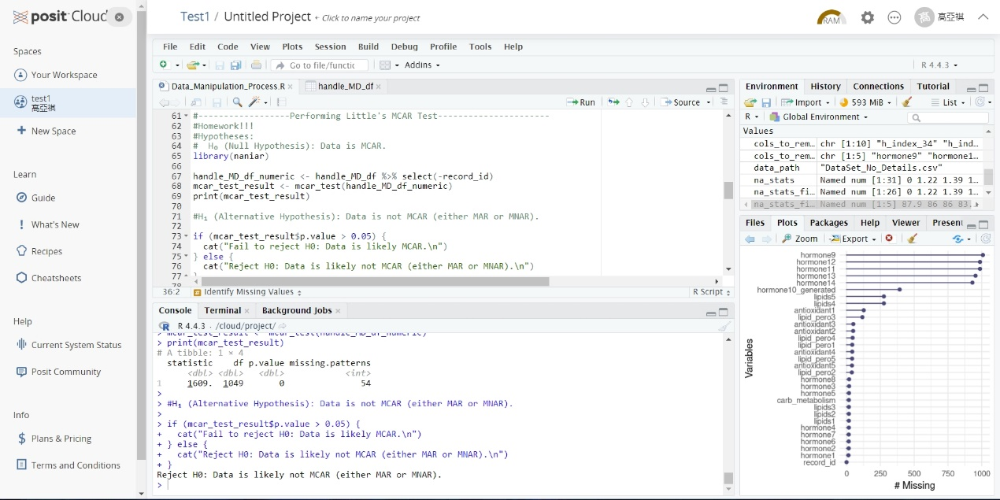 posit Cloud
Test1 / Untitled Project
Click to name your project
RAM
高
高亞祺
Spaces
Your Workspace
test1
高亞祺
New Space
Learn
Guide
What's New
Recipes
Cheatsheets
Help
Current System Status
Posit Community
Info
Plans & Pricing
Terms and Conditions
File Edit Code View Plots Session Build Debug Profile Tools Help
Go to file/functic
Addins
R 4.4.3
Data_Manipulation_Process.R
handle_MD_df
Run
Source
61 #-----------------Performing Little's MCAR Test----------------------
62 #Homework!!!
63 #Hypotheses:
64 #  H₀ (Null Hypothesis): Data is MCAR.
65 library(naniar)
66
67 handle_MD_df_numeric <- handle_MD_df %>% select(-record_id)
68 mcar_test_result <- mcar_test(handle_MD_df_numeric)
69 print(mcar_test_result)
70
71 #H₁ (Alternative Hypothesis): Data is not MCAR (either MAR or MNAR).
72
73 if (mcar_test_result$p.value > 0.05) {
74   cat("Fail to reject H0: Data is likely MCAR.\n")
75 } else {
76   cat("Reject H0: Data is likely not MCAR (either MAR or MNAR).\n")
77 }
78
36:2
# Identify Missing Values
R Script
Console Terminal Background Jobs
R 4.4.3 · /cloud/project/
> mcar_test_result <- mcar_test(handle_MD_df_numeric)
> print(mcar_test_result)
# A tibble: 1 × 4
  statistic    df p.value missing.patterns
      <dbl> <dbl>   <dbl>            <int>
1     1609.  1049       0               54
>
> #H₁ (Alternative Hypothesis): Data is not MCAR (either MAR or MNAR).
>
> if (mcar_test_result$p.value > 0.05) {
+   cat("Fail to reject H0: Data is likely MCAR.\n")
+ } else {
+   cat("Reject H0: Data is likely not MCAR (either MAR or MNAR).\n")
+ }
Reject H0: Data is likely not MCAR (either MAR or MNAR).
>
Environment History Connections Tutorial
Import
593 MiB
List
R
Global Environment
Values
cols_to_rem… chr [1:10] "h_index_34" "h_ind…
cols_to_rem… chr [1:5] "hormone9" "hormone1…
data_path "DataSet_No_Details.csv"
na_stats Named num [1:31] 0 1.22 1.39 1…
na_stats_fi… Named num [1:26] 0 1.22 1.39 1…
na_stats_fi… Named num [1:5] 87.9 86 86 83.
Files Plots Packages Help Viewer Present
Zoom
Export
hormone9
hormone12
hormone11
hormone13
hormone14
hormone10_generated
lipids5
lipids4
antioxidant1
lipid_pero3
antioxidant3
antioxidant2
lipid_pero4
lipid_pero1
antioxidant4
lipid_pero5
antioxidant5
lipid_pero2
hormone8
hormone3
hormone5
carb_metabolism
lipids3
lipids2
lipids1
hormone4
hormone7
hormone6
hormone2
hormone1
record_id
Variables
0 250 500 750 1000
# Missing